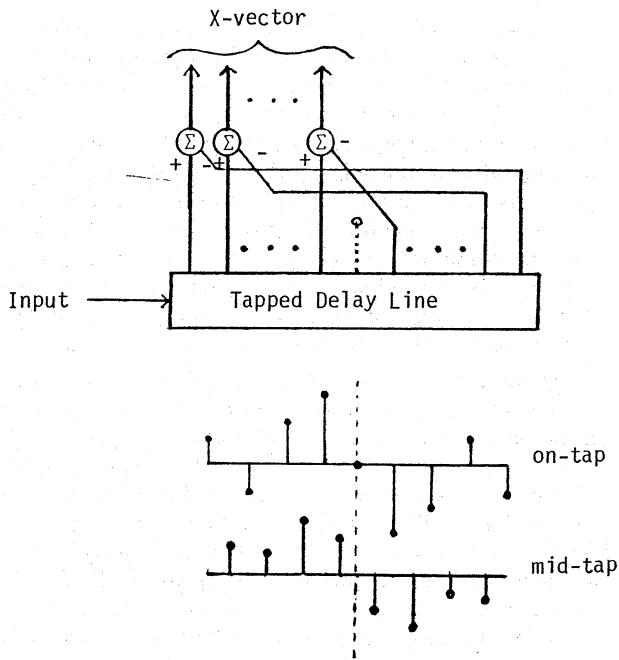 X-vector
. . .
Σ Σ Σ
+ - + - + -
. . . . . .
Input Tapped Delay Line
on-tap
mid-tap